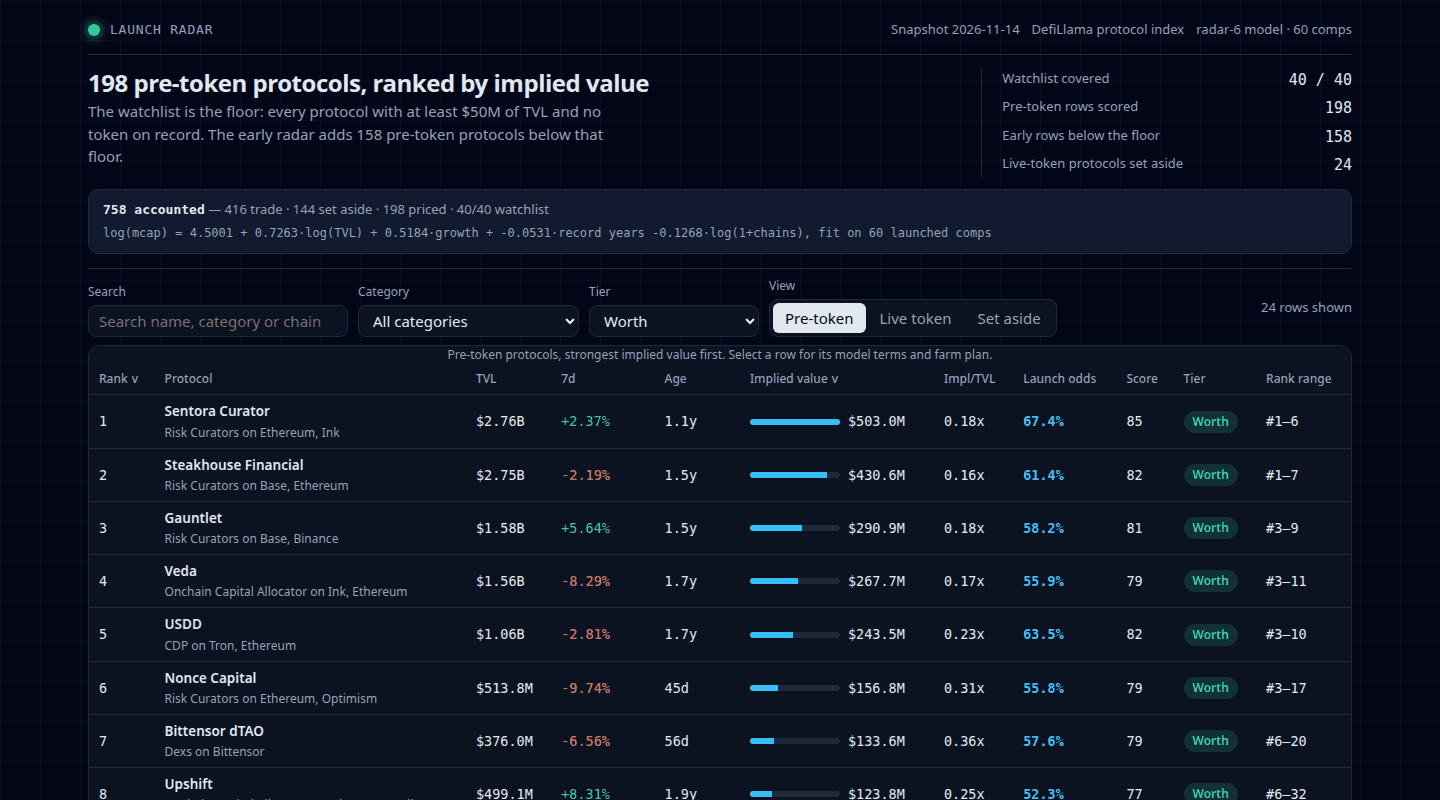 LAUNCH RADAR
Snapshot 2026-11-14 DefiLlama protocol index radar-6 model · 60 comps
198 pre-token protocols, ranked by implied value
The watchlist is the floor: every protocol with at least $50M of TVL and no
token on record. The early radar adds 158 pre-token protocols below that
floor.
Watchlist covered 40 / 40
Pre-token rows scored 198
Early rows below the floor 158
Live-token protocols set aside 24
758 accounted — 416 trade · 144 set aside · 198 priced · 40/40 watchlist
log(mcap) = 4.5001 + 0.7263·log(TVL) + 0.5184·growth + -0.0531·record years -0.1268·log(1+chains), fit on 60 launched comps
Search Category Tier View
Search name, category or chain All categories Worth Pre-token Live token Set aside 24 rows shown
Pre-token protocols, strongest implied value first. Select a row for its model terms and farm plan.
Rank v Protocol TVL 7d Age Implied value v Impl/TVL Launch odds Score Tier Rank range
1 Sentora Curator $2.76B +2.37% 1.1y $503.0M 0.18x 67.4% 85 Worth #1–6
Risk Curators on Ethereum, Ink
2 Steakhouse Financial $2.75B -2.19% 1.5y $430.6M 0.16x 61.4% 82 Worth #1–7
Risk Curators on Base, Ethereum
3 Gauntlet $1.58B +5.64% 1.5y $290.9M 0.18x 58.2% 81 Worth #3–9
Risk Curators on Base, Binance
4 Veda $1.56B -8.29% 1.7y $267.7M 0.17x 55.9% 79 Worth #3–11
Onchain Capital Allocator on Ink, Ethereum
5 USDD $1.06B -2.81% 1.7y $243.5M 0.23x 63.5% 82 Worth #3–10
CDP on Tron, Ethereum
6 Nonce Capital $513.8M -9.74% 45d $156.8M 0.31x 55.8% 79 Worth #3–17
Risk Curators on Ethereum, Optimism
7 Bittensor dTAO $376.0M -6.56% 56d $133.6M 0.36x 57.6% 79 Worth #6–20
Dexs on Bittensor
8 Upshift $499.1M +8.31% 1.9y $123.8M 0.25x 52.3% 77 Worth #6–32